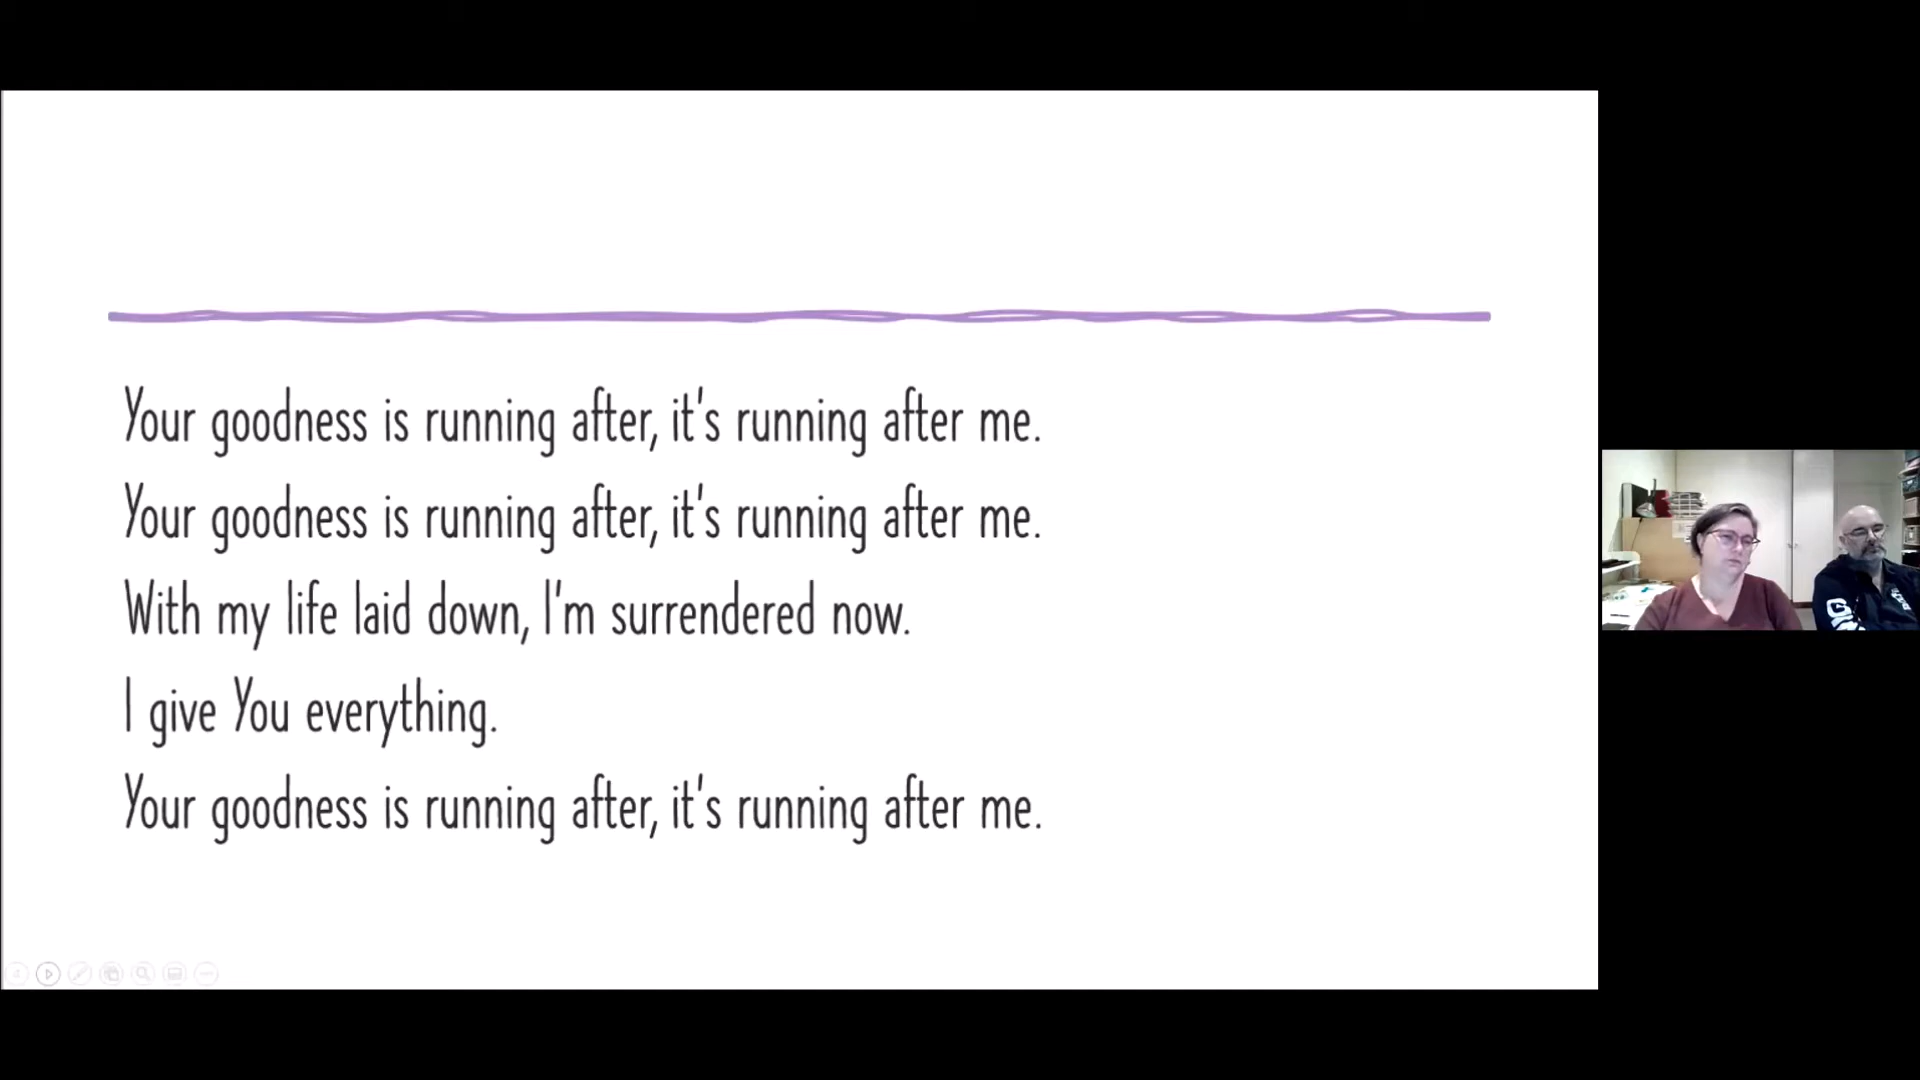 Your goodness is running after, it's running after me.
Your goodness is running after, it's running after me.
With my life laid down, I'm surrendered now.
I give You everything.
Your goodness is running after, it's running after me.